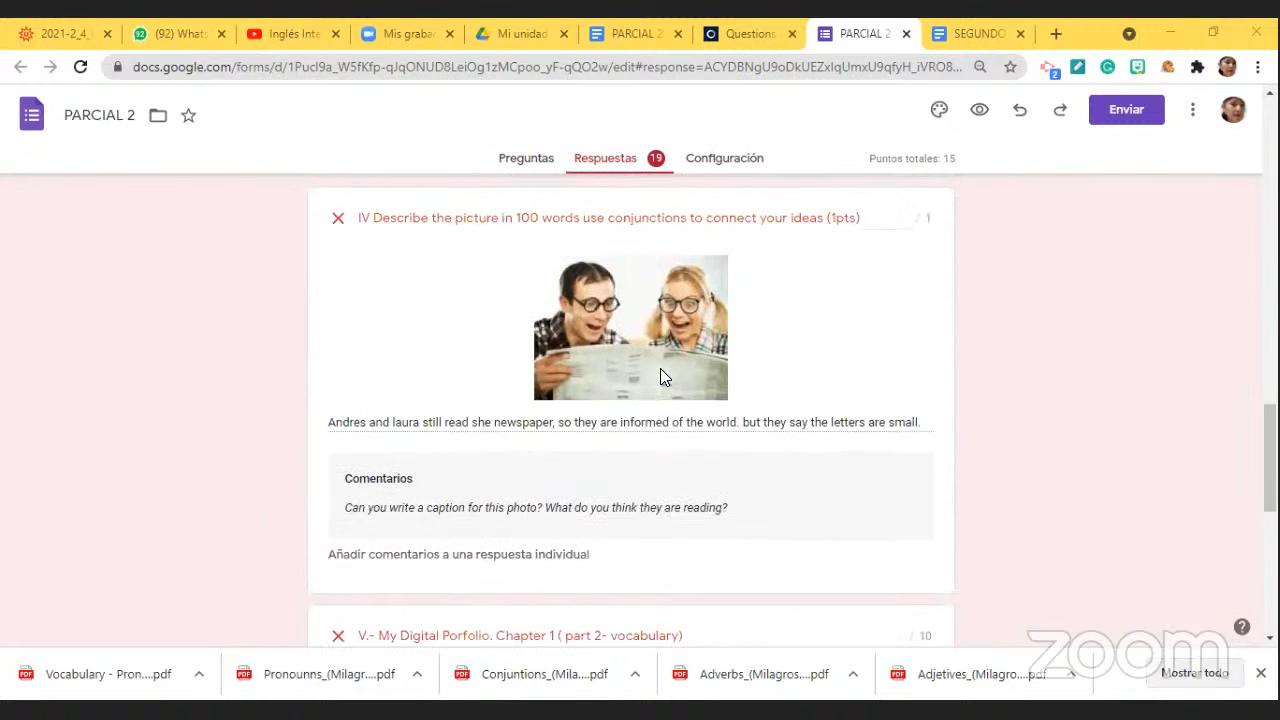 2021-2_4_
(92) What
Inglés Inte
Mis graba
Mi unidad
PARCIAL 2
Questions
PARCIAL 2
SEGUNDO
docs.google.com/forms/d/1Pucl9a_W5fKfp-qJqONUD8LeiOg1zMCpoo_yF-qQO2w/edit#response=ACYDBNgU9oDkUEZxlqUmxU9qfyH_iVRO8...
2
PARCIAL 2
Enviar
Preguntas
Respuestas 19
Configuración
Puntos totales: 15
IV Describe the picture in 100 words use conjunctions to connect your ideas (1pts)
/ 1
Andres and laura still read she newspaper, so they are informed of the world. but they say the letters are small.
Comentarios
Can you write a caption for this photo? What do you think they are reading?
Añadir comentarios a una respuesta individual
V.- My Digital Porfolio. Chapter 1 ( part 2- vocabulary)
/ 10
zoom
Vocabulary - Pron....pdf
Pronounns_(Milagr....pdf
Conjuntions_(Mila....pdf
Adverbs_(Milagros....pdf
Adjetives_(Milagro....pdf
Mostrar todo